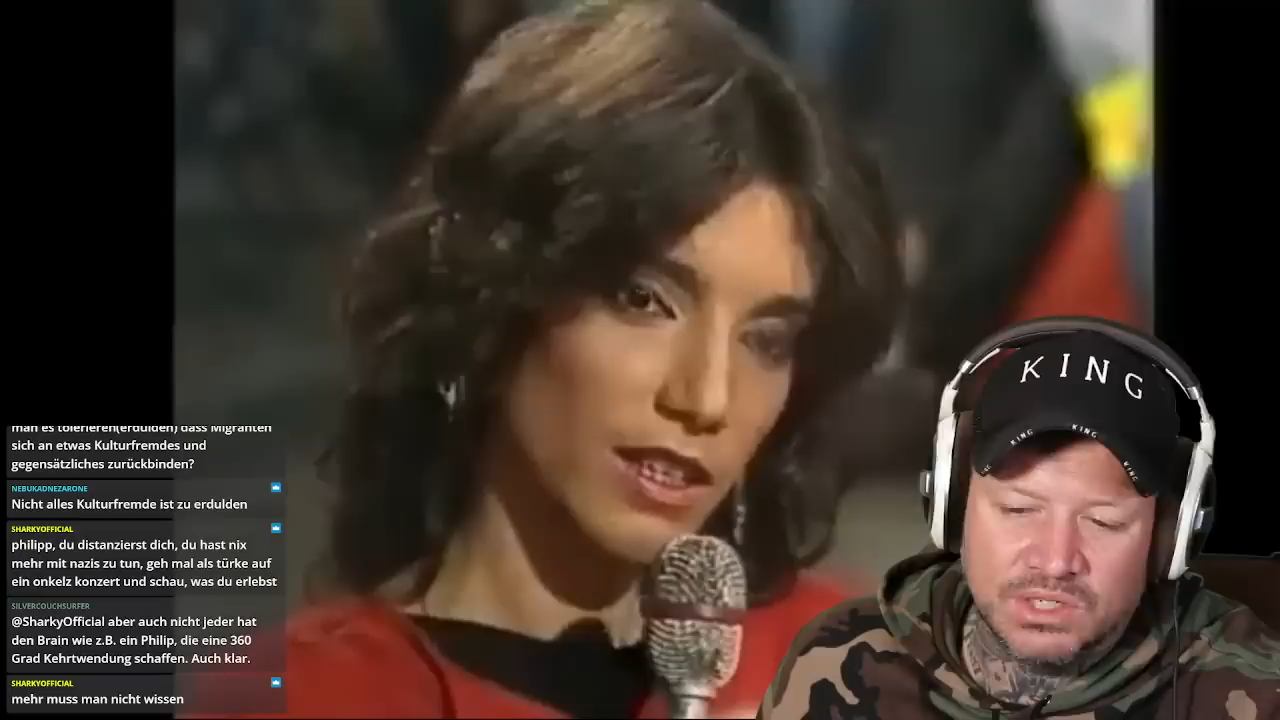 man es tolerieren(erdulden) dass Migranten
sich an etwas Kulturfremdes und
gegensätzliches zurückbinden?
NEBUKADNEZARONE
Nicht alles Kulturfremde ist zu erdulden
SHARKYOFFICIAL
philipp, du distanzierst dich, du hast nix
mehr mit nazis zu tun, geh mal als türke auf
ein onkelz konzert und schau, was du erlebst
SILVERCOUCHSURFER
@SharkyOfficial aber auch nicht jeder hat
den Brain wie z.B. ein Philip, die eine 360
Grad Kehrtwendung schaffen. Auch klar.
SHARKYOFFICIAL
mehr muss man nicht wissen
KING
KING
KING
KING